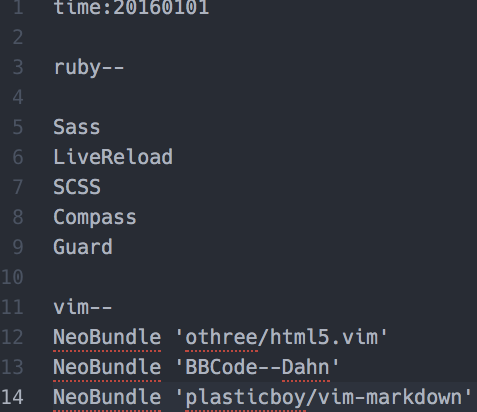 1 time:20160101
2
3 ruby--
4
5 Sass
6 LiveReload
7 SCSS
8 Compass
9 Guard
10
11 vim--
12 NeoBundle 'othree/html5.vim'
13 NeoBundle 'BBCode--Dahn'
14 NeoBundle 'plasticboy/vim-markdown'